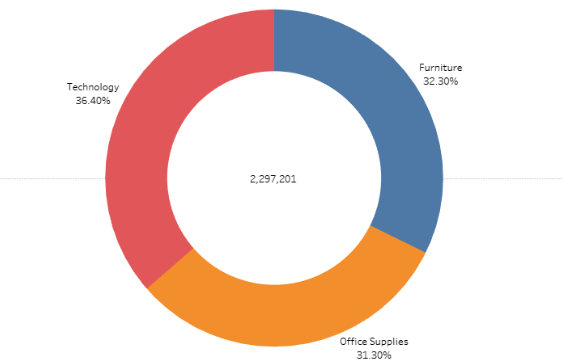 Furniture
32.30%
Technology
36.40%
2,297,201
Office Supplies
31.30%